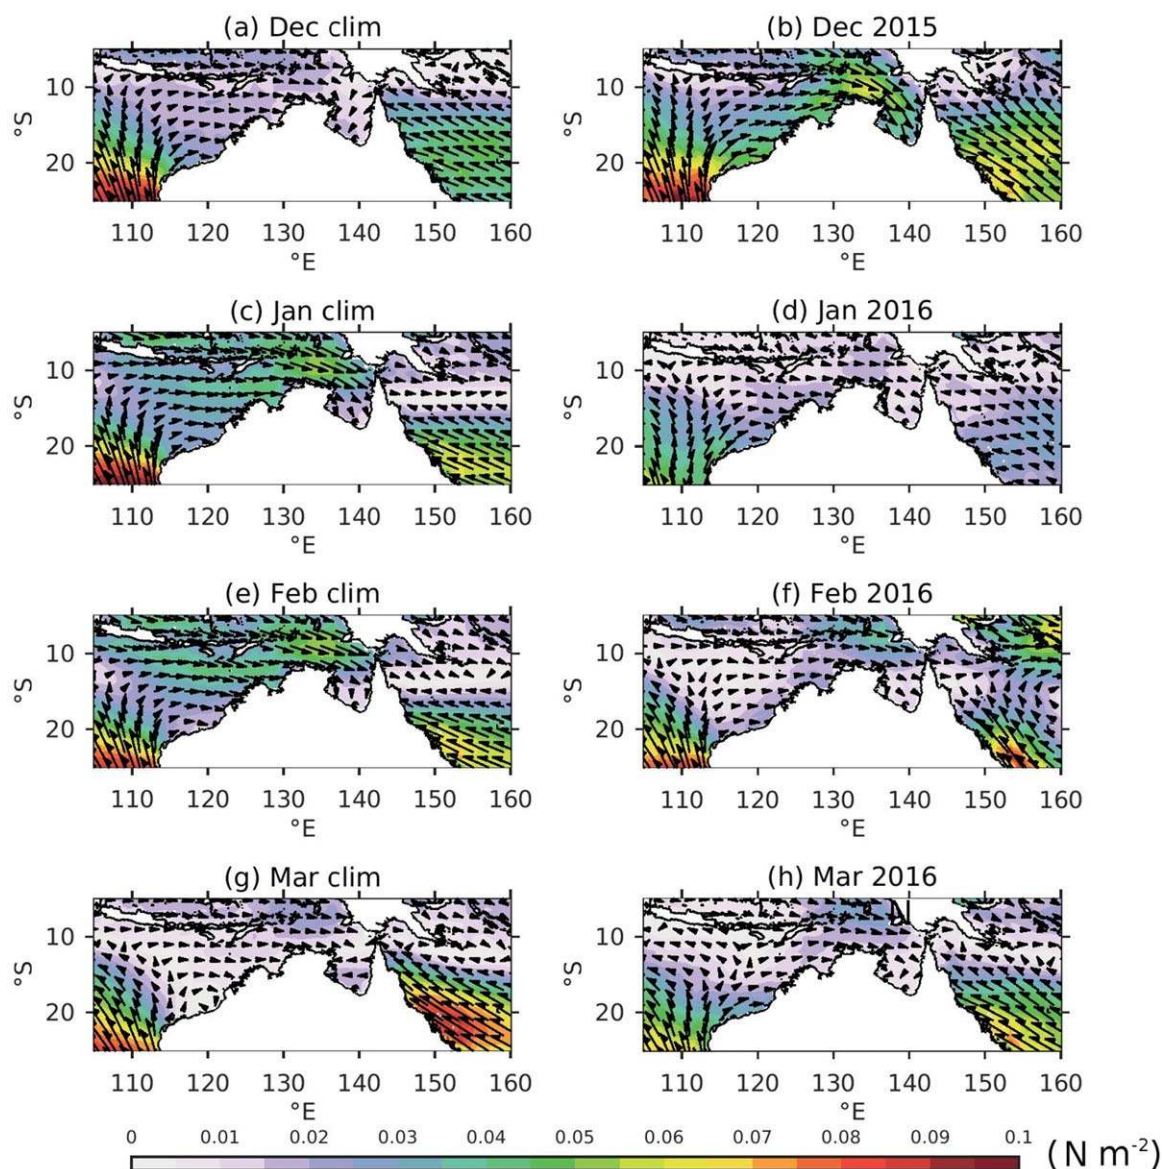 (a) Dec clim (b) Dec 2015
°S 10 20 °S 10 20
110 120 130 140 150 160 110 120 130 140 150 160
°E °E
(c) Jan clim (d) Jan 2016
°S 10 20 °S 10 20
110 120 130 140 150 160 110 120 130 140 150 160
°E °E
(e) Feb clim (f) Feb 2016
°S 10 20 °S 10 20
110 120 130 140 150 160 110 120 130 140 150 160
°E °E
(g) Mar clim (h) Mar 2016
°S 10 20 °S 10 20
110 120 130 140 150 160 110 120 130 140 150 160
°E °E
0 0.01 0.02 0.03 0.04 0.05 0.06 0.07 0.08 0.09 0.1 (N m-2)